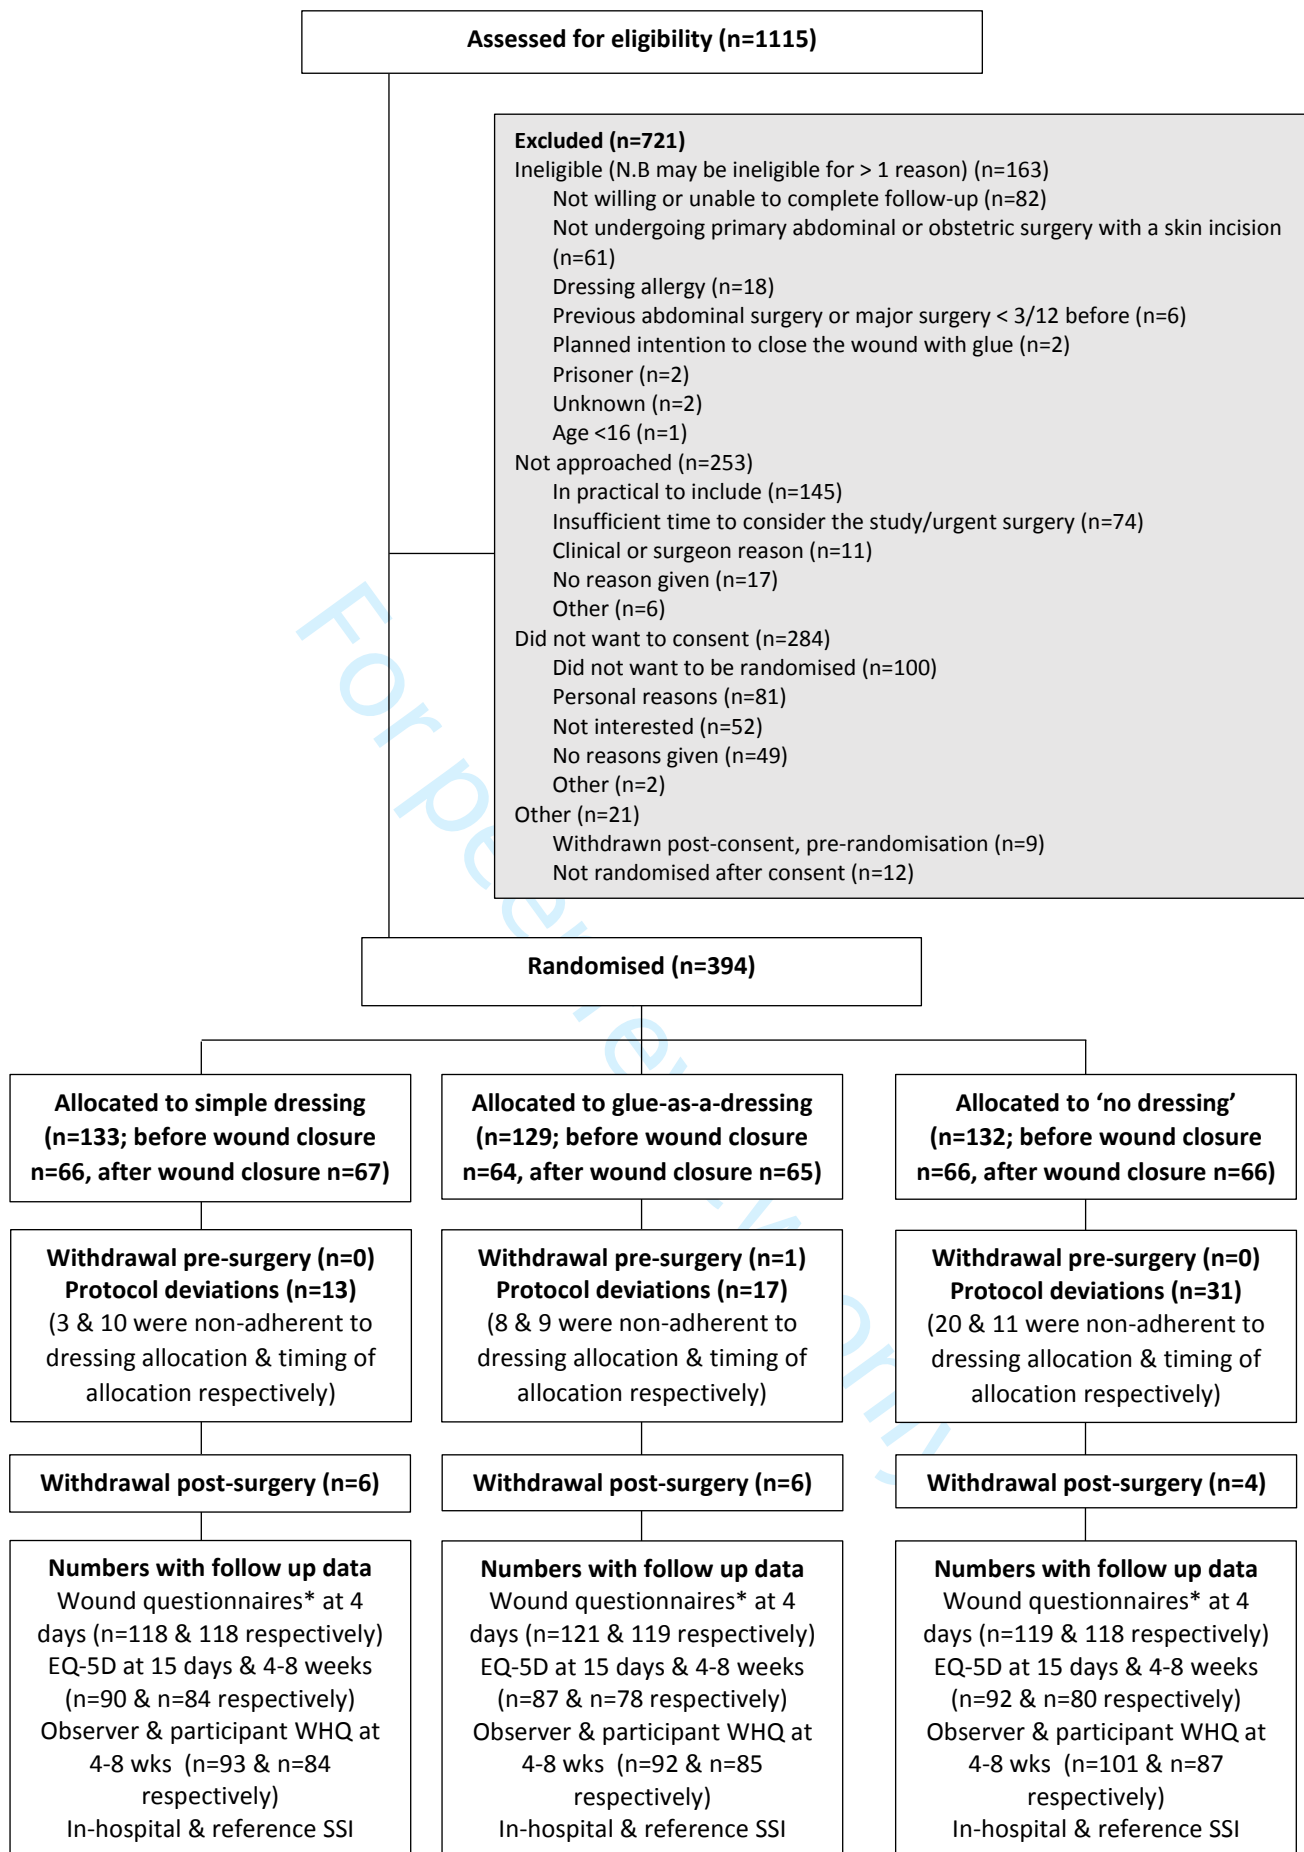 Assessed for eligibility (n=1115)
Excluded (n=721)
Ineligible (N.B may be ineligible for > 1 reason) (n=163)
Not willing or unable to complete follow-up (n=82)
Not undergoing primary abdominal or obstetric surgery with a skin incision
(n=61)
Dressing allergy (n=18)
Previous abdominal surgery or major surgery < 3/12 before (n=6)
Planned intention to close the wound with glue (n=2)
Prisoner (n=2)
Unknown (n=2)
Age <16 (n=1)
Not approached (n=253)
In practical to include (n=145)
Insufficient time to consider the study/urgent surgery (n=74)
Clinical or surgeon reason (n=11)
No reason given (n=17)
Other (n=6)
Did not want to consent (n=284)
Did not want to be randomised (n=100)
Personal reasons (n=81)
Not interested (n=52)
No reasons given (n=49)
Other (n=2)
Other (n=21)
Withdrawn post-consent, pre-randomisation (n=9)
Not randomised after consent (n=12)
Randomised (n=394)
Allocated to simple dressing
(n=133; before wound closure
n=66, after wound closure n=67)
Allocated to glue-as-a-dressing
(n=129; before wound closure
n=64, after wound closure n=65)
Allocated to ‘no dressing’
(n=132; before wound closure
n=66, after wound closure n=66)
Withdrawal pre-surgery (n=0)
Protocol deviations (n=13)
(3 & 10 were non-adherent to
dressing allocation & timing of
allocation respectively)
Withdrawal pre-surgery (n=1)
Protocol deviations (n=17)
(8 & 9 were non-adherent to
dressing allocation & timing of
allocation respectively)
Withdrawal pre-surgery (n=0)
Protocol deviations (n=31)
(20 & 11 were non-adherent to
dressing allocation & timing of
allocation respectively)
Withdrawal post-surgery (n=6)
Withdrawal post-surgery (n=6)
Withdrawal post-surgery (n=4)
Numbers with follow up data
Wound questionnaires* at 4
days (n=118 & 118 respectively)
EQ-5D at 15 days & 4-8 weeks
(n=90 & n=84 respectively)
Observer & participant WHQ at
4-8 wks (n=93 & n=84
respectively)
In-hospital & reference SSI
Numbers with follow up data
Wound questionnaires* at 4
days (n=121 & 119 respectively)
EQ-5D at 15 days & 4-8 weeks
(n=87 & n=78 respectively)
Observer & participant WHQ at
4-8 wks (n=92 & n=85
respectively)
In-hospital & reference SSI
Numbers with follow up data
Wound questionnaires* at 4
days (n=119 & 118 respectively)
EQ-5D at 15 days & 4-8 weeks
(n=92 & n=80 respectively)
Observer & participant WHQ at
4-8 wks (n=101 & n=87
respectively)
In-hospital & reference SSI
For peer review only